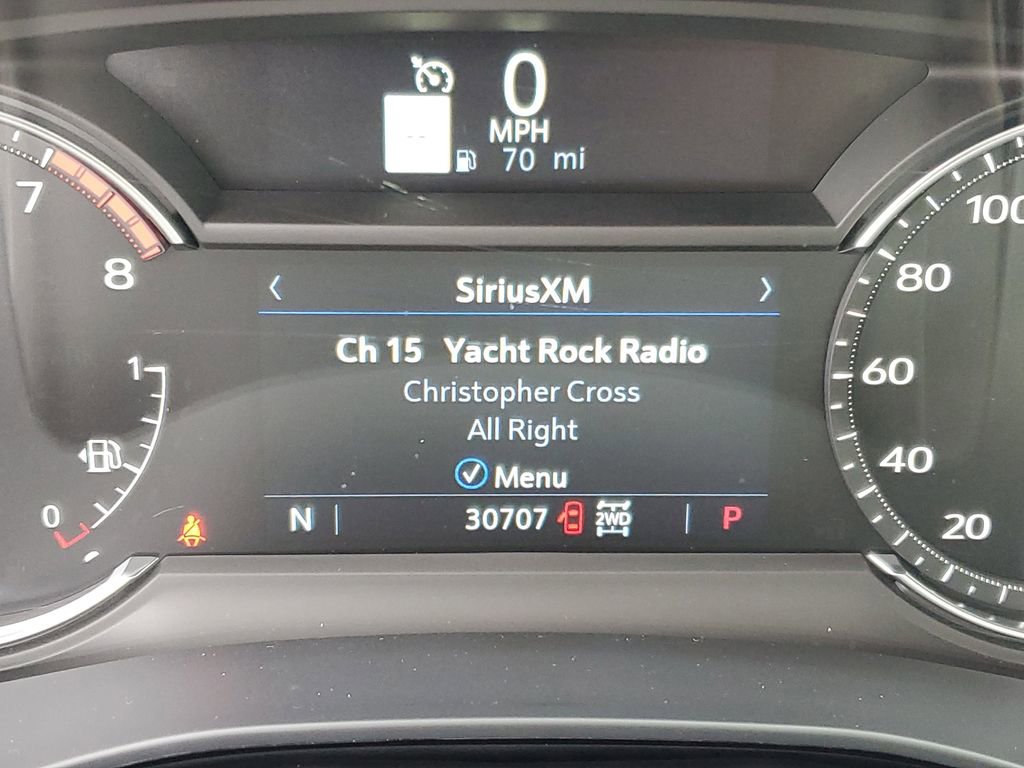 0
MPH
70 mi
7
8
100
80
60
40
20
< SiriusXM >
Ch 15 Yacht Rock Radio
Christopher Cross
All Right
Menu
1
0
N 30707 2WD P